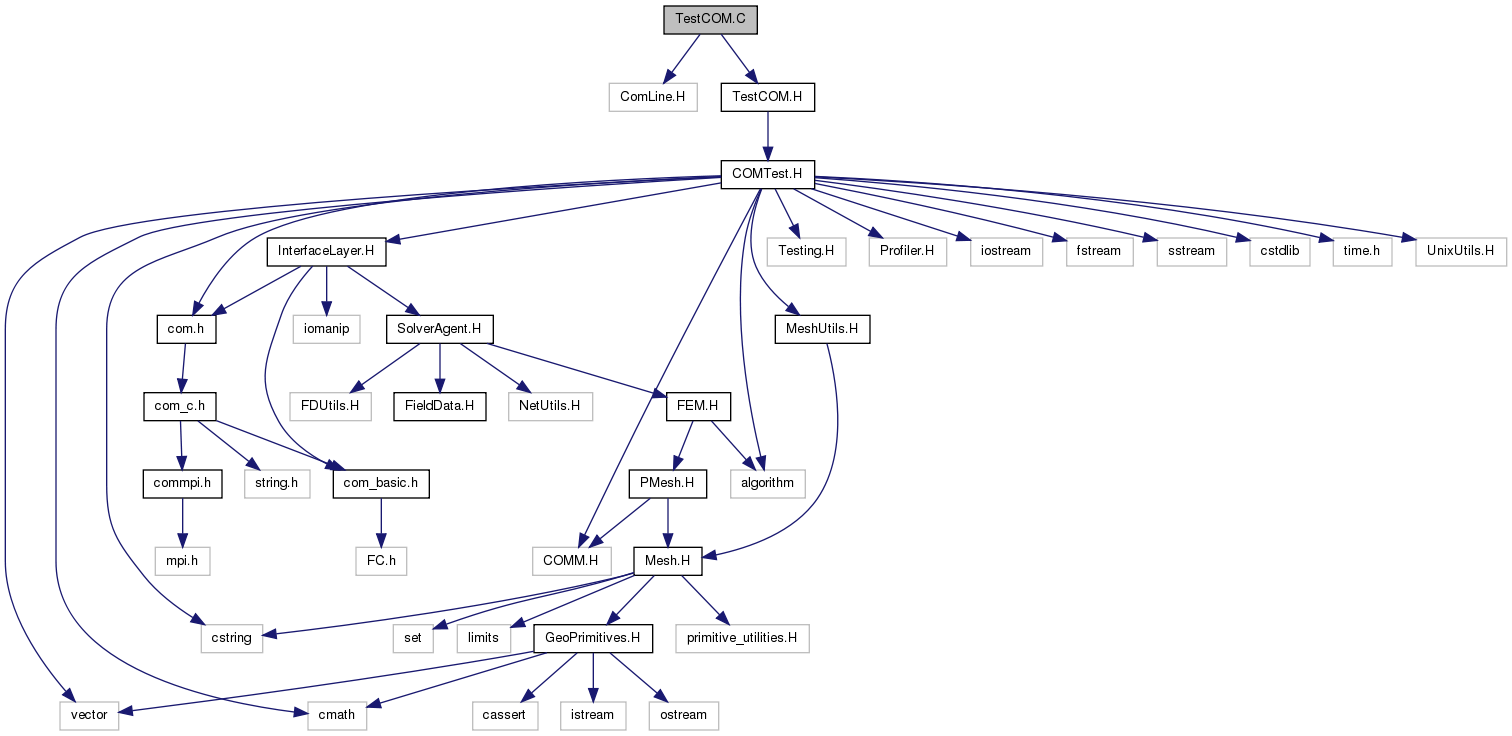 TestCOM.C
ComLine.H
TestCOM.H
COMTest.H
InterfaceLayer.H
Testing.H
Profiler.H
iostream
fstream
sstream
cstdlib
time.h
UnixUtils.H
com.h
iomanip
SolverAgent.H
MeshUtils.H
com_c.h
FDUtils.H
FieldData.H
NetUtils.H
FEM.H
commpi.h
string.h
com_basic.h
PMesh.H
algorithm
mpi.h
FC.h
COMM.H
Mesh.H
cstring
set
limits
GeoPrimitives.H
primitive_utilities.H
vector
cmath
cassert
istream
ostream